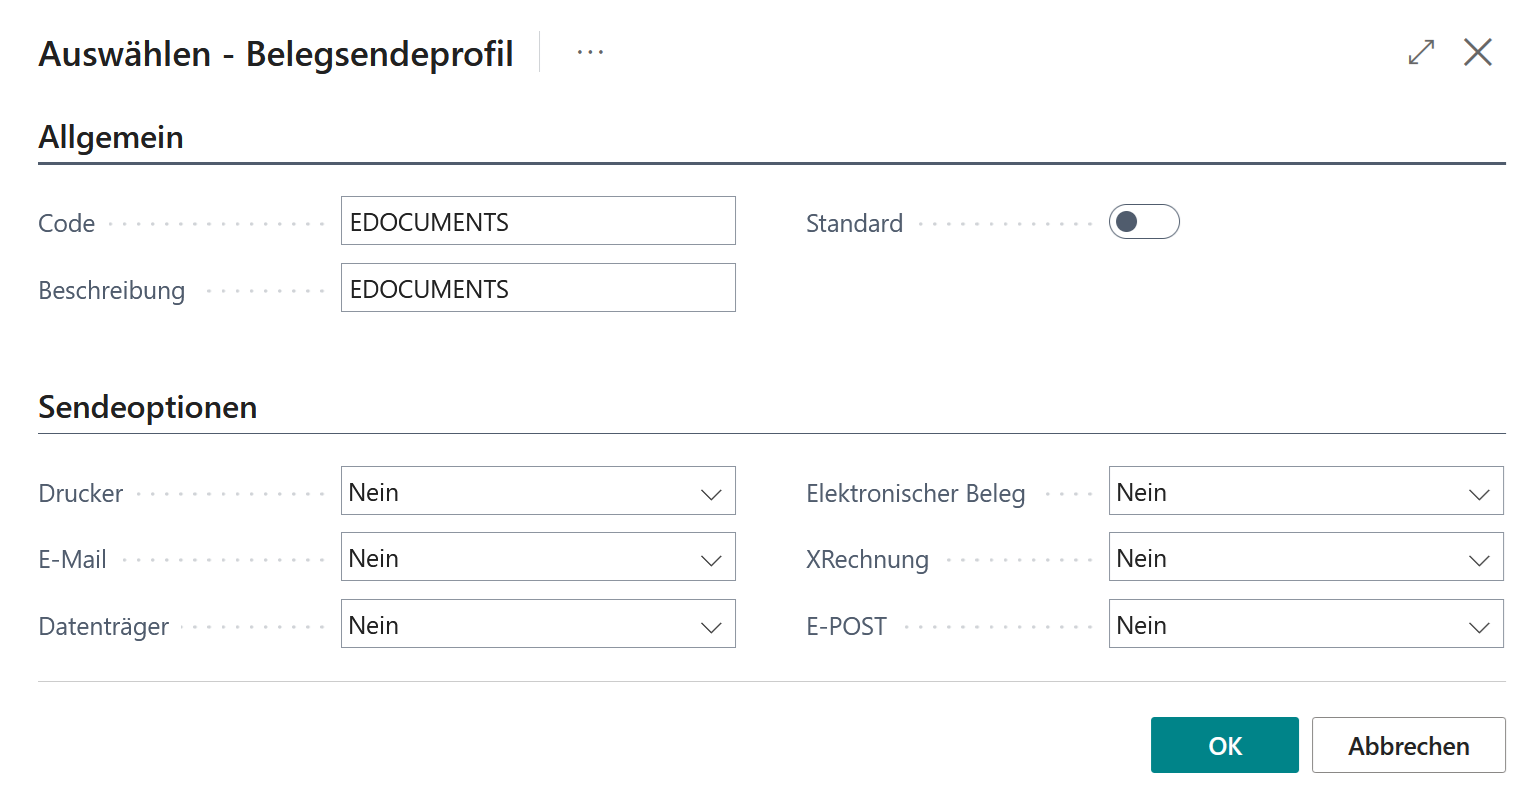 Auswählen - Belegsendeprofil
Allgemein
Code EDOCUMENTS
Standard
Beschreibung EDOCUMENTS
Sendeoptionen
Drucker Nein
Elektronischer Beleg Nein
E-Mail Nein
XRechnung Nein
Datenträger Nein
E-POST Nein
OK Abbrechen